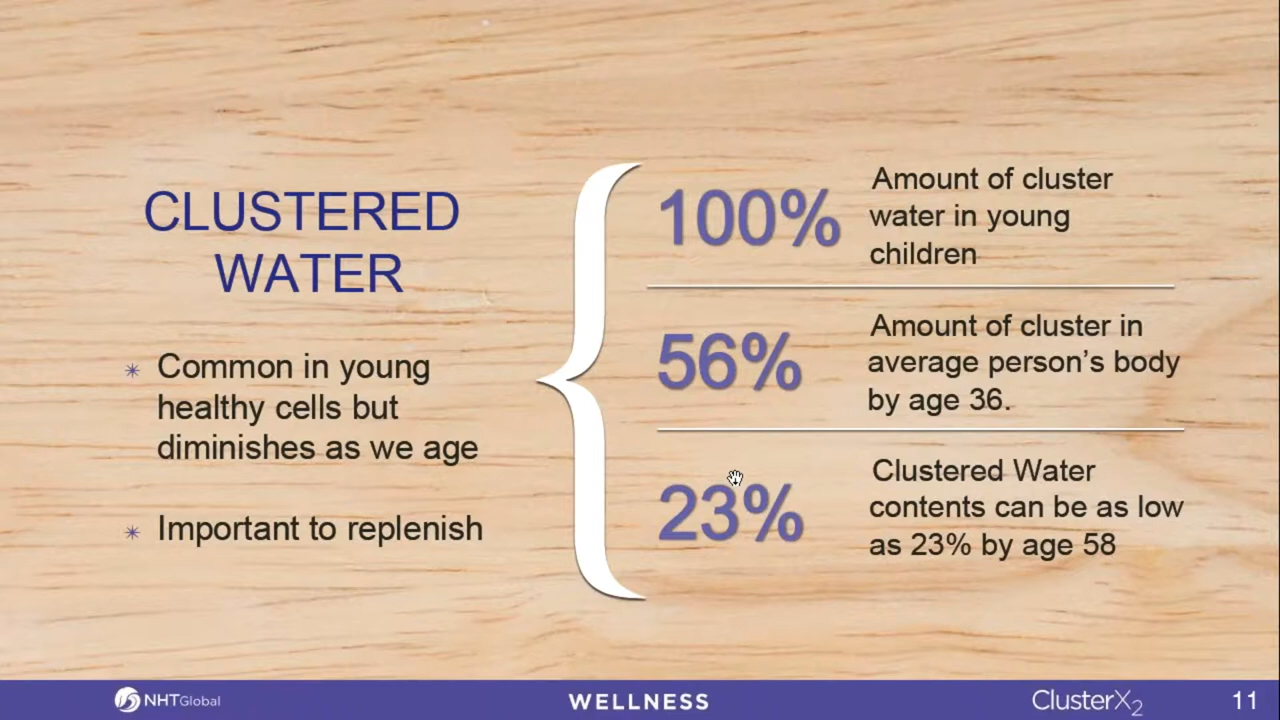 CLUSTERED
WATER
Common in young
healthy cells but
diminishes as we age
Important to replenish
100%
Amount of cluster
water in young
children
56%
Amount of cluster in
average person's body
by age 36.
23%
Clustered Water
contents can be as low
as 23% by age 58
NHTGlobal
WELLNESS
ClusterX2
11